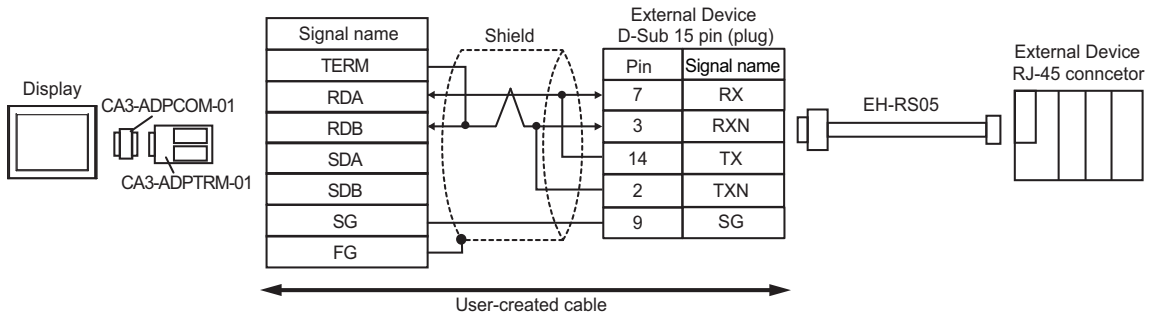 Display
CA3-ADPCOM-01
CA3-ADPTRM-01
Signal name
TERM
RDA
RDB
SDA
SDB
SG
FG
Shield
External Device
D-Sub 15 pin (plug)
Pin Signal name
7 RX
3 RXN
14 TX
2 TXN
9 SG
User-created cable
EH-RS05
External Device
RJ-45 conncetor